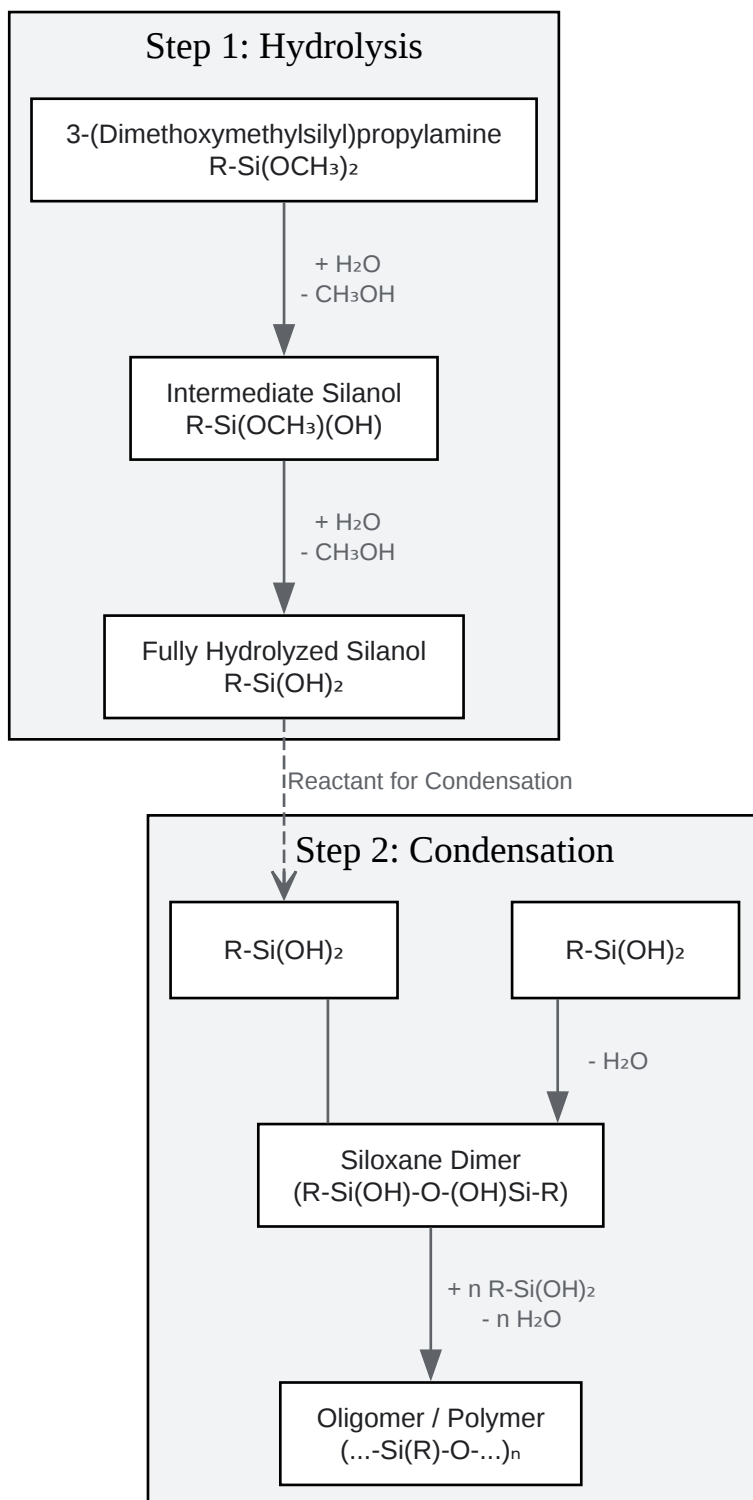 Step 1: Hydrolysis
3-(Dimethoxymethylsilyl)propylamine
R-Si(OCH₃)₂
+ H₂O
- CH₃OH
Intermediate Silanol
R-Si(OCH₃)(OH)
+ H₂O
- CH₃OH
Fully Hydrolyzed Silanol
R-Si(OH)₂
Reactant for Condensation
Step 2: Condensation
R-Si(OH)₂
R-Si(OH)₂
- H₂O
Siloxane Dimer
(R-Si(OH)-O-(OH)Si-R)
+ n R-Si(OH)₂
- n H₂O
Oligomer / Polymer
(...-Si(R)-O-...)ₙ